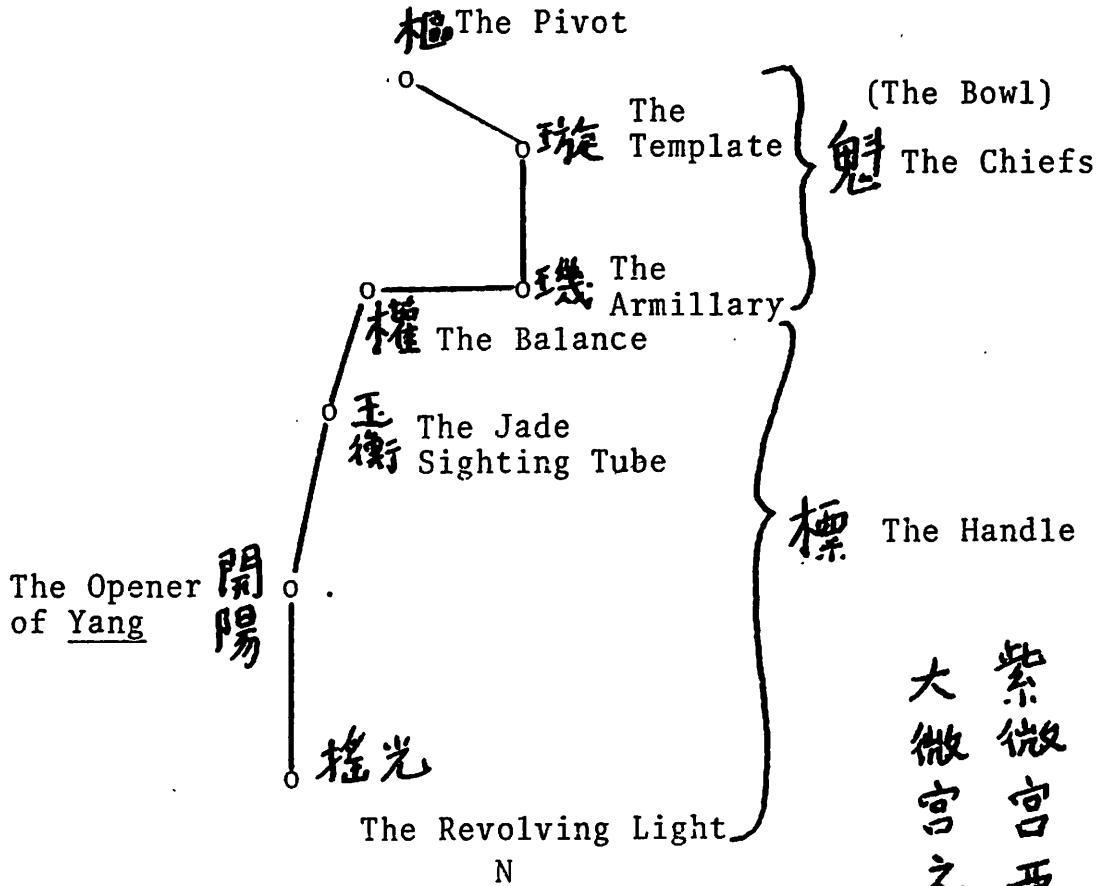 樞 The Pivot
璇 The
Template
(The Bowl)
魁 The Chiefs
璣 The
Armillary
權 The Balance
玉
衡
The Jade
Sighting Tube
標 The Handle
The Opener
of Yang
開
陽
搖光
The Revolving Light
N
紫微宮西
大微宮